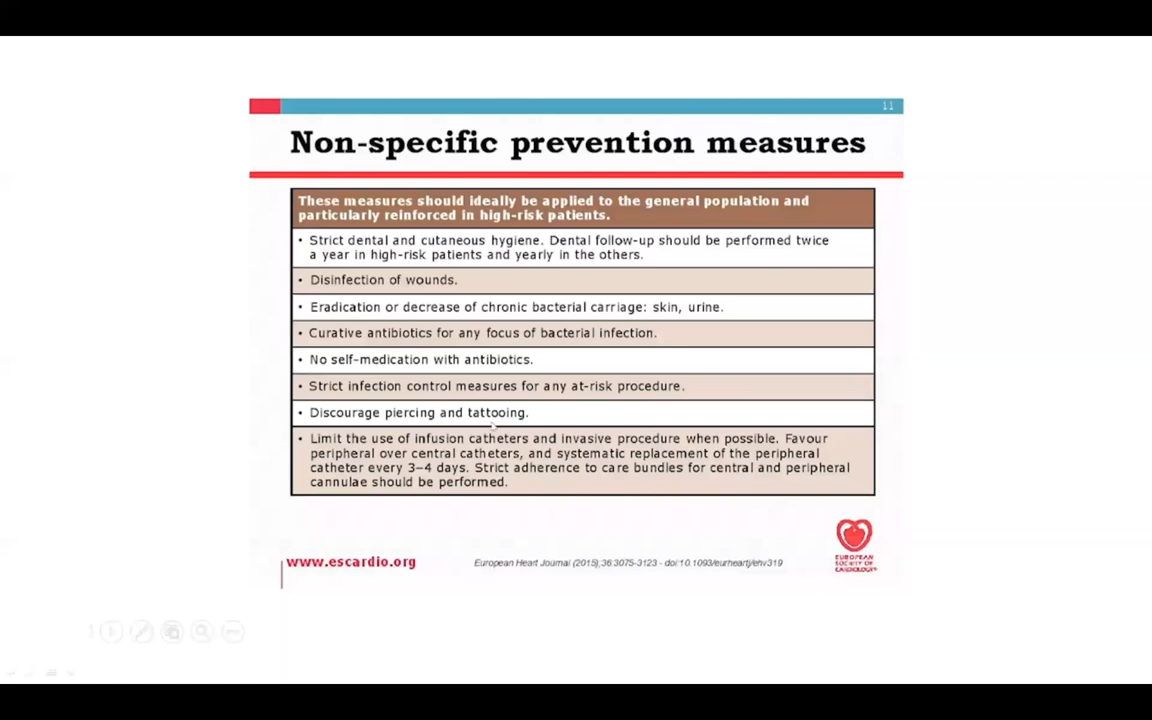 11
Non-specific prevention measures
These measures should ideally be applied to the general population and
particularly reinforced in high-risk patients.
• Strict dental and cutaneous hygiene. Dental follow-up should be performed twice
a year in high-risk patients and yearly in the others.
• Disinfection of wounds.
• Eradication or decrease of chronic bacterial carriage: skin, urine.
• Curative antibiotics for any focus of bacterial infection.
• No self-medication with antibiotics.
• Strict infection control measures for any at-risk procedure.
• Discourage piercing and tattooing.
• Limit the use of infusion catheters and invasive procedure when possible. Favour
peripheral over central catheters, and systematic replacement of the peripheral
catheter every 3–4 days. Strict adherence to care bundles for central and peripheral
cannulae should be performed.
www.escardio.org
European Heart Journal (2015),36:3075-3123 - doi:10.1093/eurheartj/ehv319
EUROPEAN
SOCIETY OF
CARDIOLOGY®